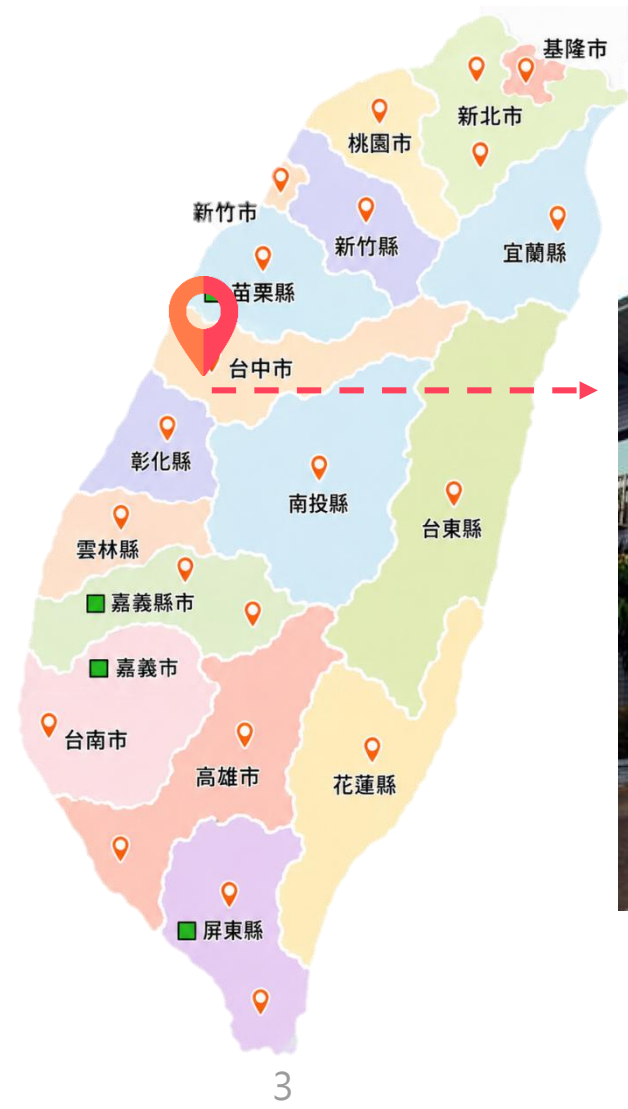 基隆市
新北市
桃園市
新竹市
新竹縣
宜蘭縣
苗栗縣
台中市
彰化縣
南投縣
台東縣
雲林縣
嘉義縣市
嘉義市
台南市
高雄市
花蓮縣
屏東縣
3